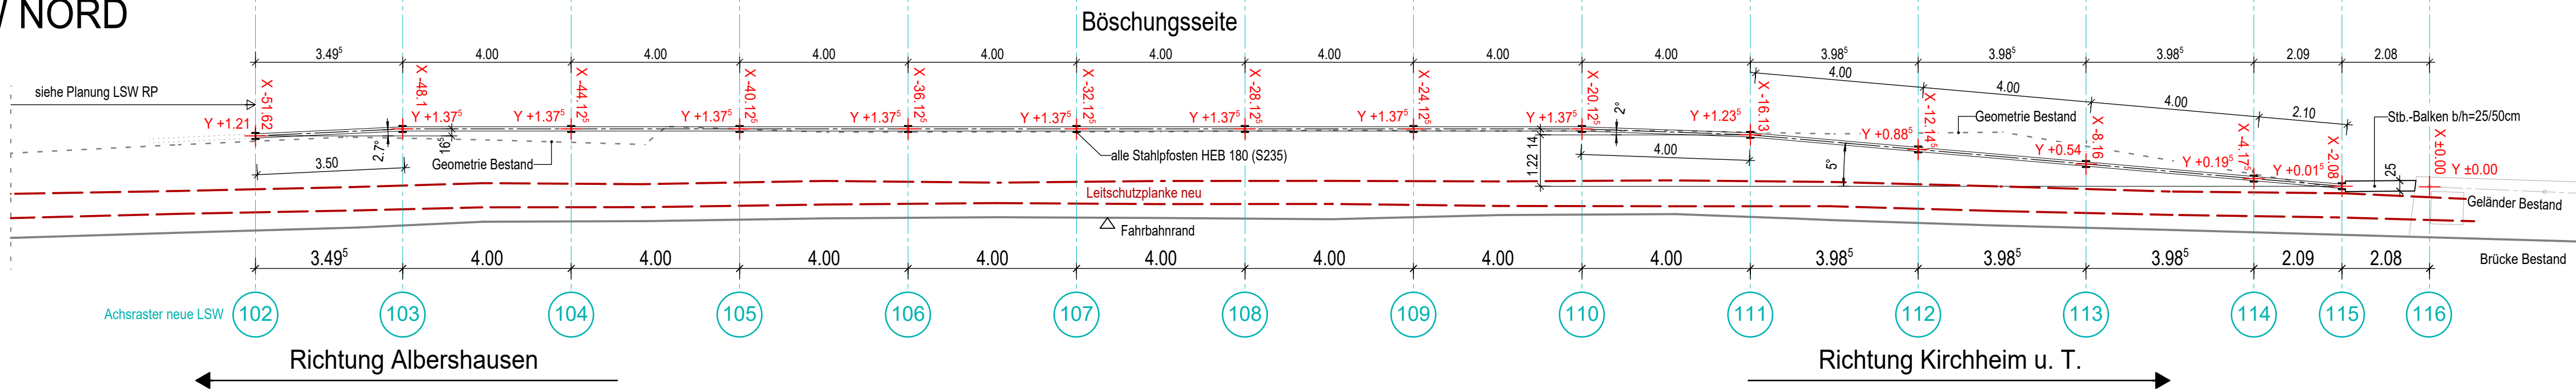 / NORD
Böschungsseite
3.49⁵ 4.00 4.00 4.00 4.00 4.00 4.00 4.00 4.00 3.98⁵ 3.98⁵ 3.98⁵ 2.09 2.08
4.00 4.00 4.00 2.10
siehe Planung LSW RP
X -51.62 X -48.1 X -44.12⁵ X -40.12⁵ X -36.12⁵ X -32.12⁵ X -28.12⁵ X -24.12⁵ X -20.12⁵ X -16.13 X -12.14⁵ X -8.16 X -4.17⁵ X -2.08 X ±0.00
Y +1.21 Y +1.37⁵ Y +1.37⁵ Y +1.37⁵ Y +1.37⁵ Y +1.37⁵ Y +1.37⁵ Y +1.37⁵ Y +1.37⁵ Y +1.23⁵ Y +0.88⁵ Y +0.54 Y +0.19⁵ Y +0.01⁵ Y ±0.00
2.7° 16⁵ 1.22 14 2° 5° 25
Geometrie Bestand
Stb.-Balken b/h=25/50cm
Geometrie Bestand
alle Stahlpfosten HEB 180 (S235)
3.50 4.00
Leitschutzplanke neu
Geländer Bestand
Fahrbahnrand
Brücke Bestand
3.49⁵ 4.00 4.00 4.00 4.00 4.00 4.00 4.00 4.00 3.98⁵ 3.98⁵ 3.98⁵ 2.09 2.08
Achsraster neue LSW 102 103 104 105 106 107 108 109 110 111 112 113 114 115 116
Richtung Albershausen
Richtung Kirchheim u. T.